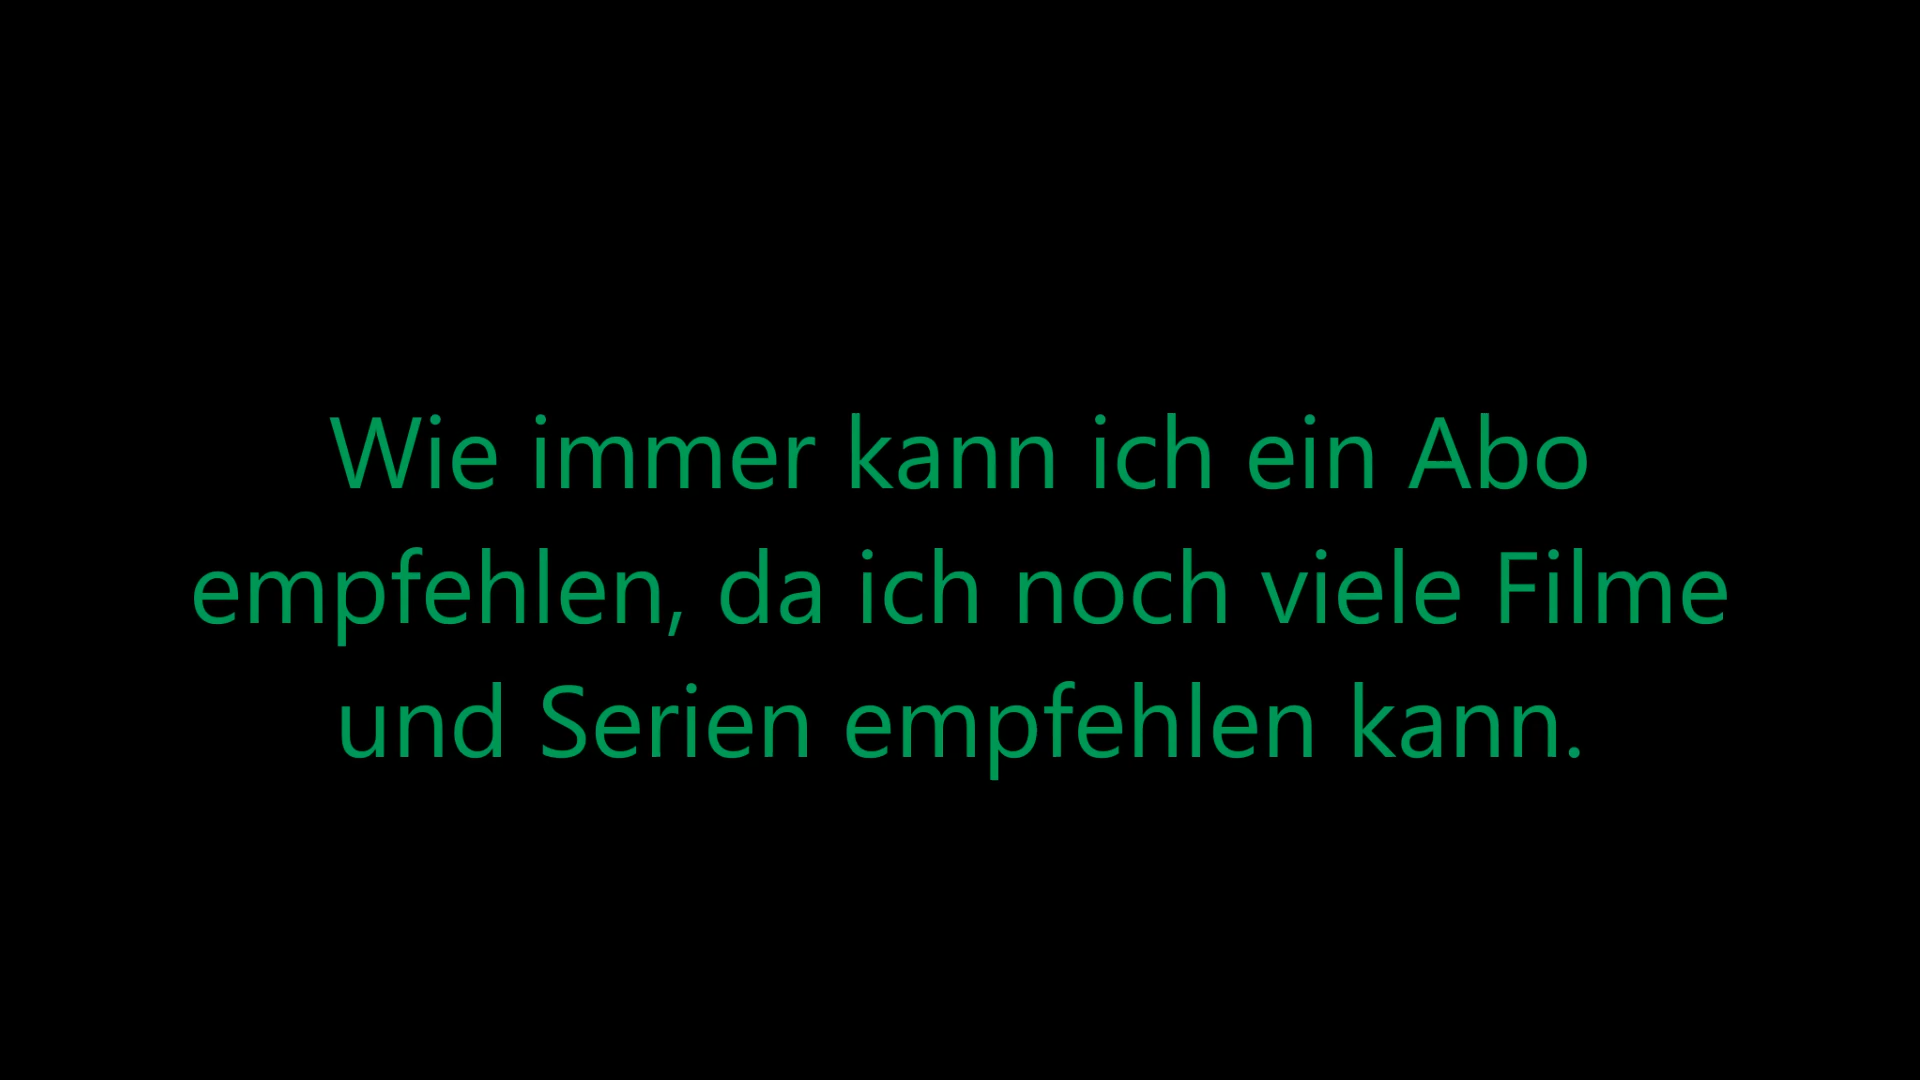 Wie immer kann ich ein Abo
empfehlen, da ich noch viele Filme
und Serien empfehlen kann.